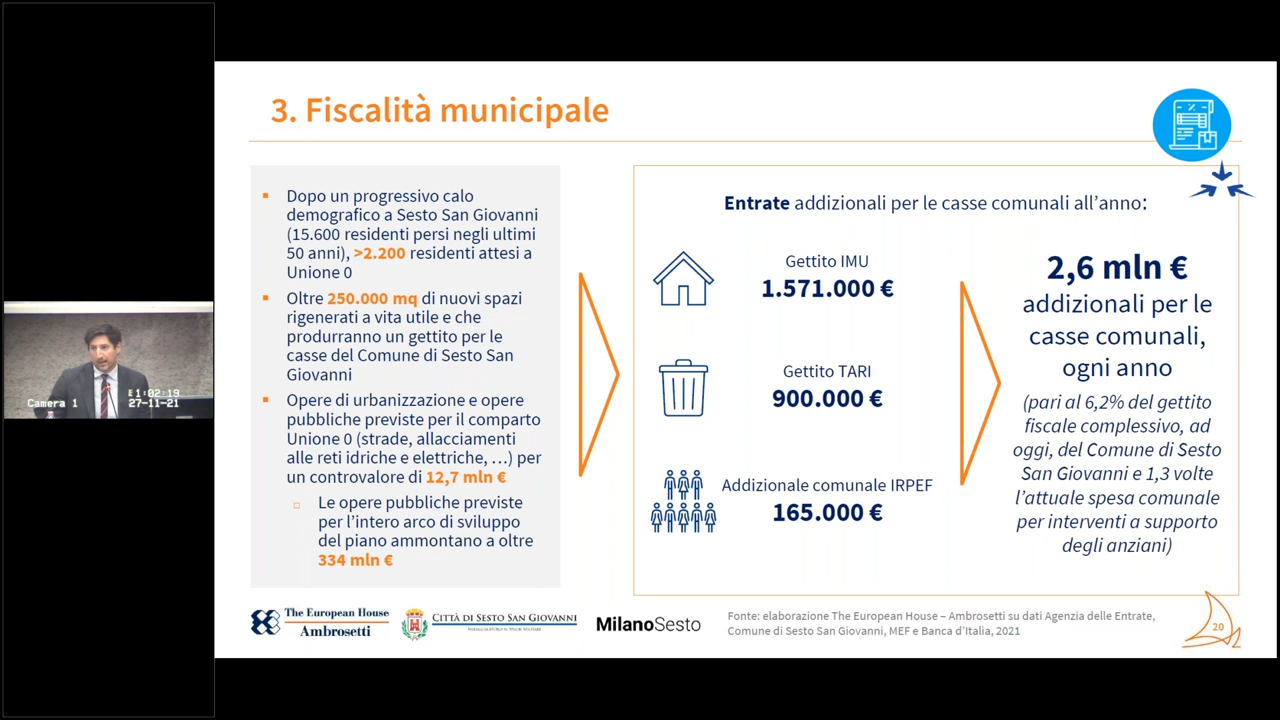 3. Fiscalità municipale
Dopo un progressivo calo
demografico a Sesto San Giovanni
(15.600 residenti persi negli ultimi
50 anni), >2.200 residenti attesi a
Unione 0
Oltre 250.000 mq di nuovi spazi
rigenerati a vita utile e che
produrranno un gettito per le
casse del Comune di Sesto San
Giovanni
Opere di urbanizzazione e opere
pubbliche previste per il comparto
Unione 0 (strade, allacciamenti
alle reti idriche e elettriche, …) per
un controvalore di 12,7 mln €
Le opere pubbliche previste
per l'intero arco di sviluppo
del piano ammontano a oltre
334 mln €
Entrate addizionali per le casse comunali all'anno:
Gettito IMU
1.571.000 €
Gettito TARI
900.000 €
Addizionale comunale IRPEF
165.000 €
2,6 mln €
addizionali per le
casse comunali,
ogni anno
(pari al 6,2% del gettito
fiscale complessivo, ad
oggi, del Comune di Sesto
San Giovanni e 1,3 volte
l'attuale spesa comunale
per interventi a supporto
degli anziani)
1:02:19
Camera 1
27-11-21
The European House
Ambrosetti
CITTÀ DI SESTO SAN GIOVANNI
MilanoSesto
Fonte: elaborazione The European House – Ambrosetti su dati Agenzia delle Entrate,
Comune di Sesto San Giovanni, MEF e Banca d'Italia, 2021
20